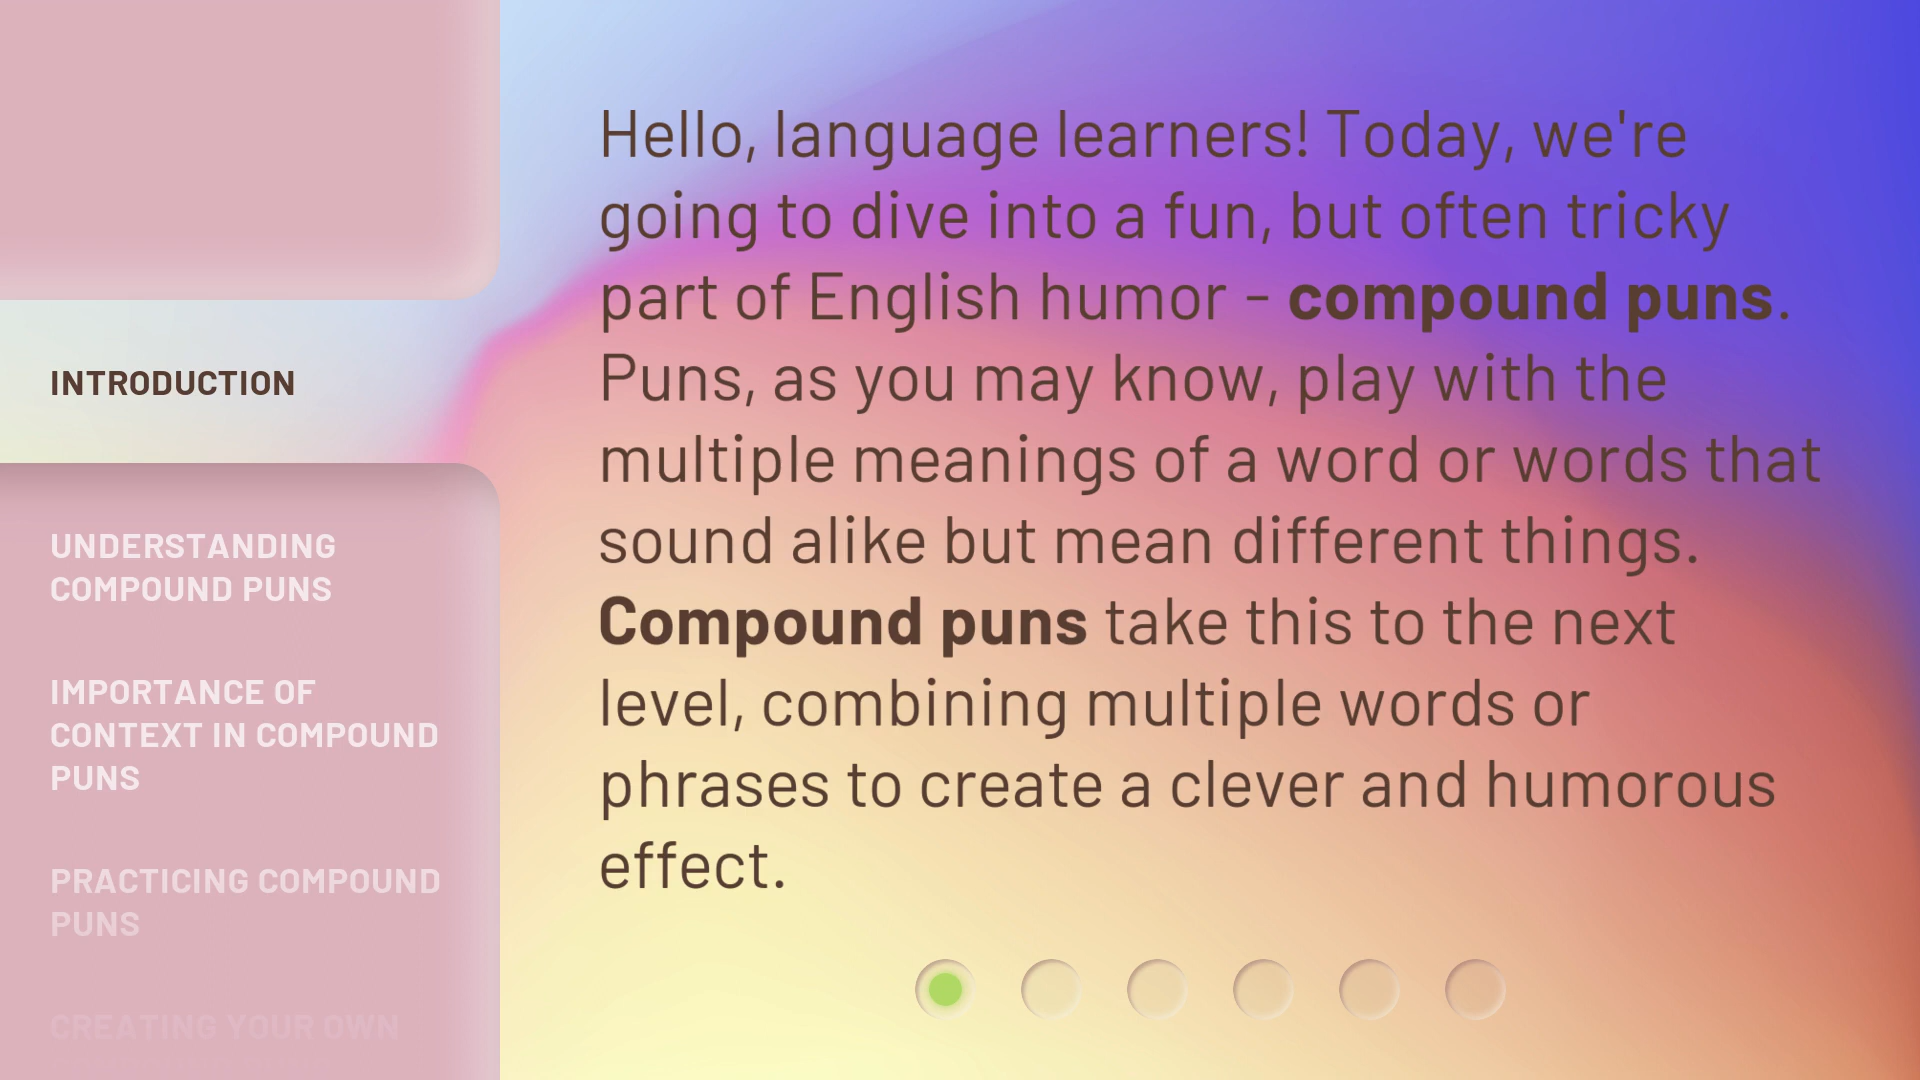 INTRODUCTION
UNDERSTANDING
COMPOUND PUNS
IMPORTANCE OF
CONTEXT IN COMPOUND
PUNS
PRACTICING COMPOUND
PUNS
CREATING YOUR OWN
Hello, language learners! Today, we're
going to dive into a fun, but often tricky
part of English humor - compound puns.
Puns, as you may know, play with the
multiple meanings of a word or words that
sound alike but mean different things.
Compound puns take this to the next
level, combining multiple words or
phrases to create a clever and humorous
effect.